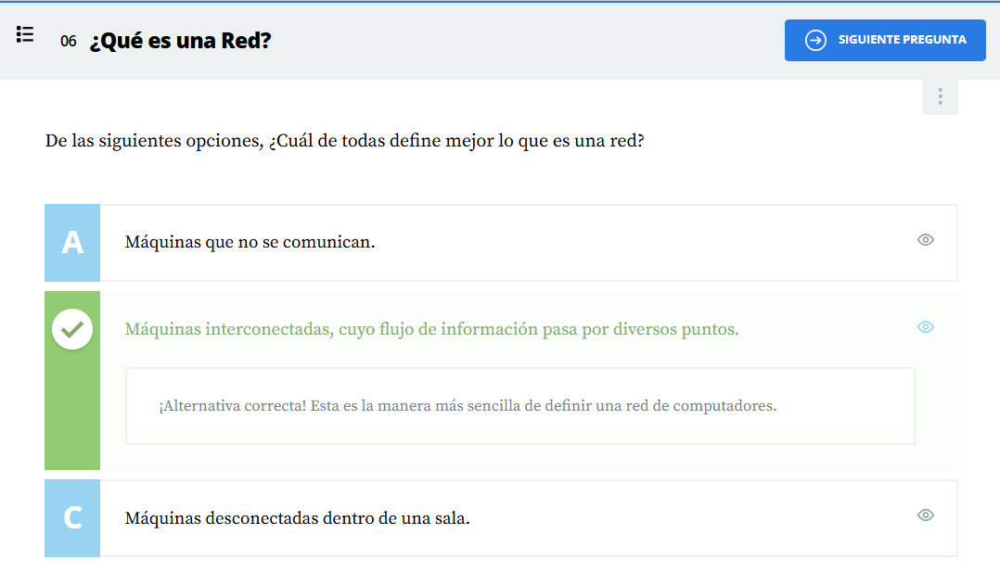 06 ¿Qué es una Red?
SIGUIENTE PREGUNTA
De las siguientes opciones, ¿Cuál de todas define mejor lo que es una red?
A
Máquinas que no se comunican.
Máquinas interconectadas, cuyo flujo de información pasa por diversos puntos.
¡Alternativa correcta! Esta es la manera más sencilla de definir una red de computadores.
C
Máquinas desconectadas dentro de una sala.